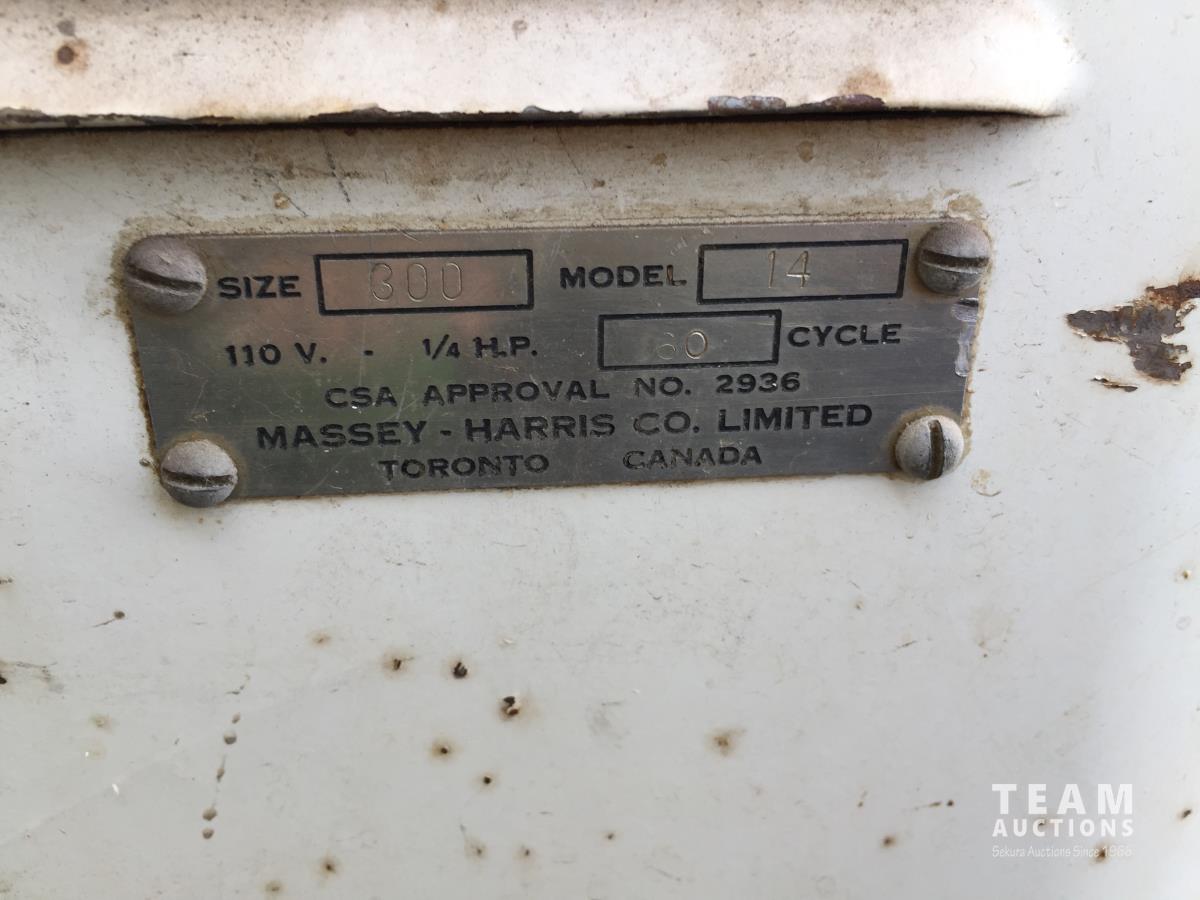 SIZE 300 MODEL 14
110 V. - 1/4 H.P. 60 CYCLE
CSA APPROVAL NO. 2936
MASSEY - HARRIS CO. LIMITED
TORONTO CANADA
TEAM
AUCTIONS
Sekura Auctions Since 1966